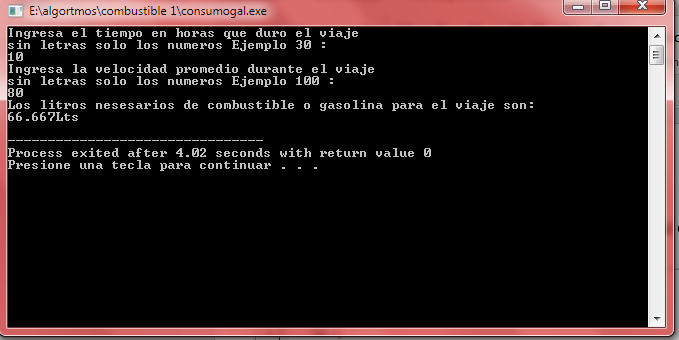 E:\algortmos\combustible 1\consumogal.exe
Ingresa el tiempo en horas que duro el viaje
sin letras solo los numeros Ejemplo 30 :
10
Ingresa la velocidad promedio durante el viaje
sin letras solo los numeros Ejemplo 100 :
80
Los litros nesesarios de combustible o gasolina para el viaje son:
66.667Lts
--------------------------------
Process exited after 4.02 seconds with return value 0
Presione una tecla para continuar . . .